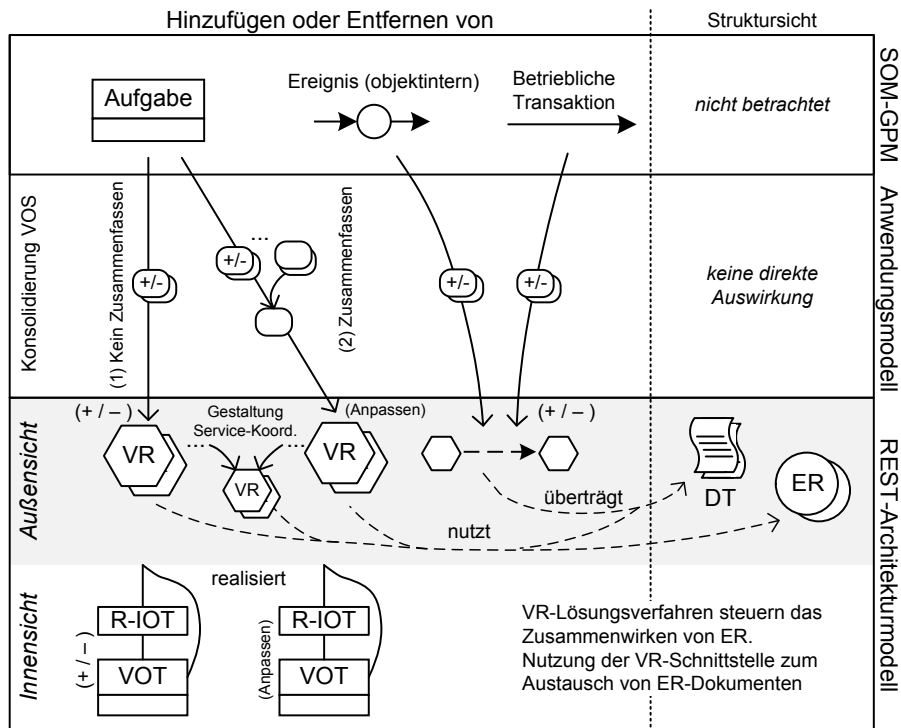 Hinzufügen oder Entfernen von
Struktursicht
SOM-GPM
Aufgabe
Ereignis (objektintern)
Betriebliche
Transaktion
nicht betrachtet
Anwendungsmodell
Konsolidierung VOS
(1) Kein Zusammenfassen
+/-
...
+/-
(2) Zusammenfassen
+/-
+/-
keine direkte
Auswirkung
REST-Architekturmodell
Außensicht
(+ / –)
VR
Gestaltung
Service-Koord.
VR
(Anpassen)
VR
(+ / –)
überträgt
nutzt
DT
ER
Innensicht
realisiert
(+ / –)
R-IOT
VOT
(Anpassen)
R-IOT
VOT
VR-Lösungsverfahren steuern das
Zusammenwirken von ER.
Nutzung der VR-Schnittstelle zum
Austausch von ER-Dokumenten